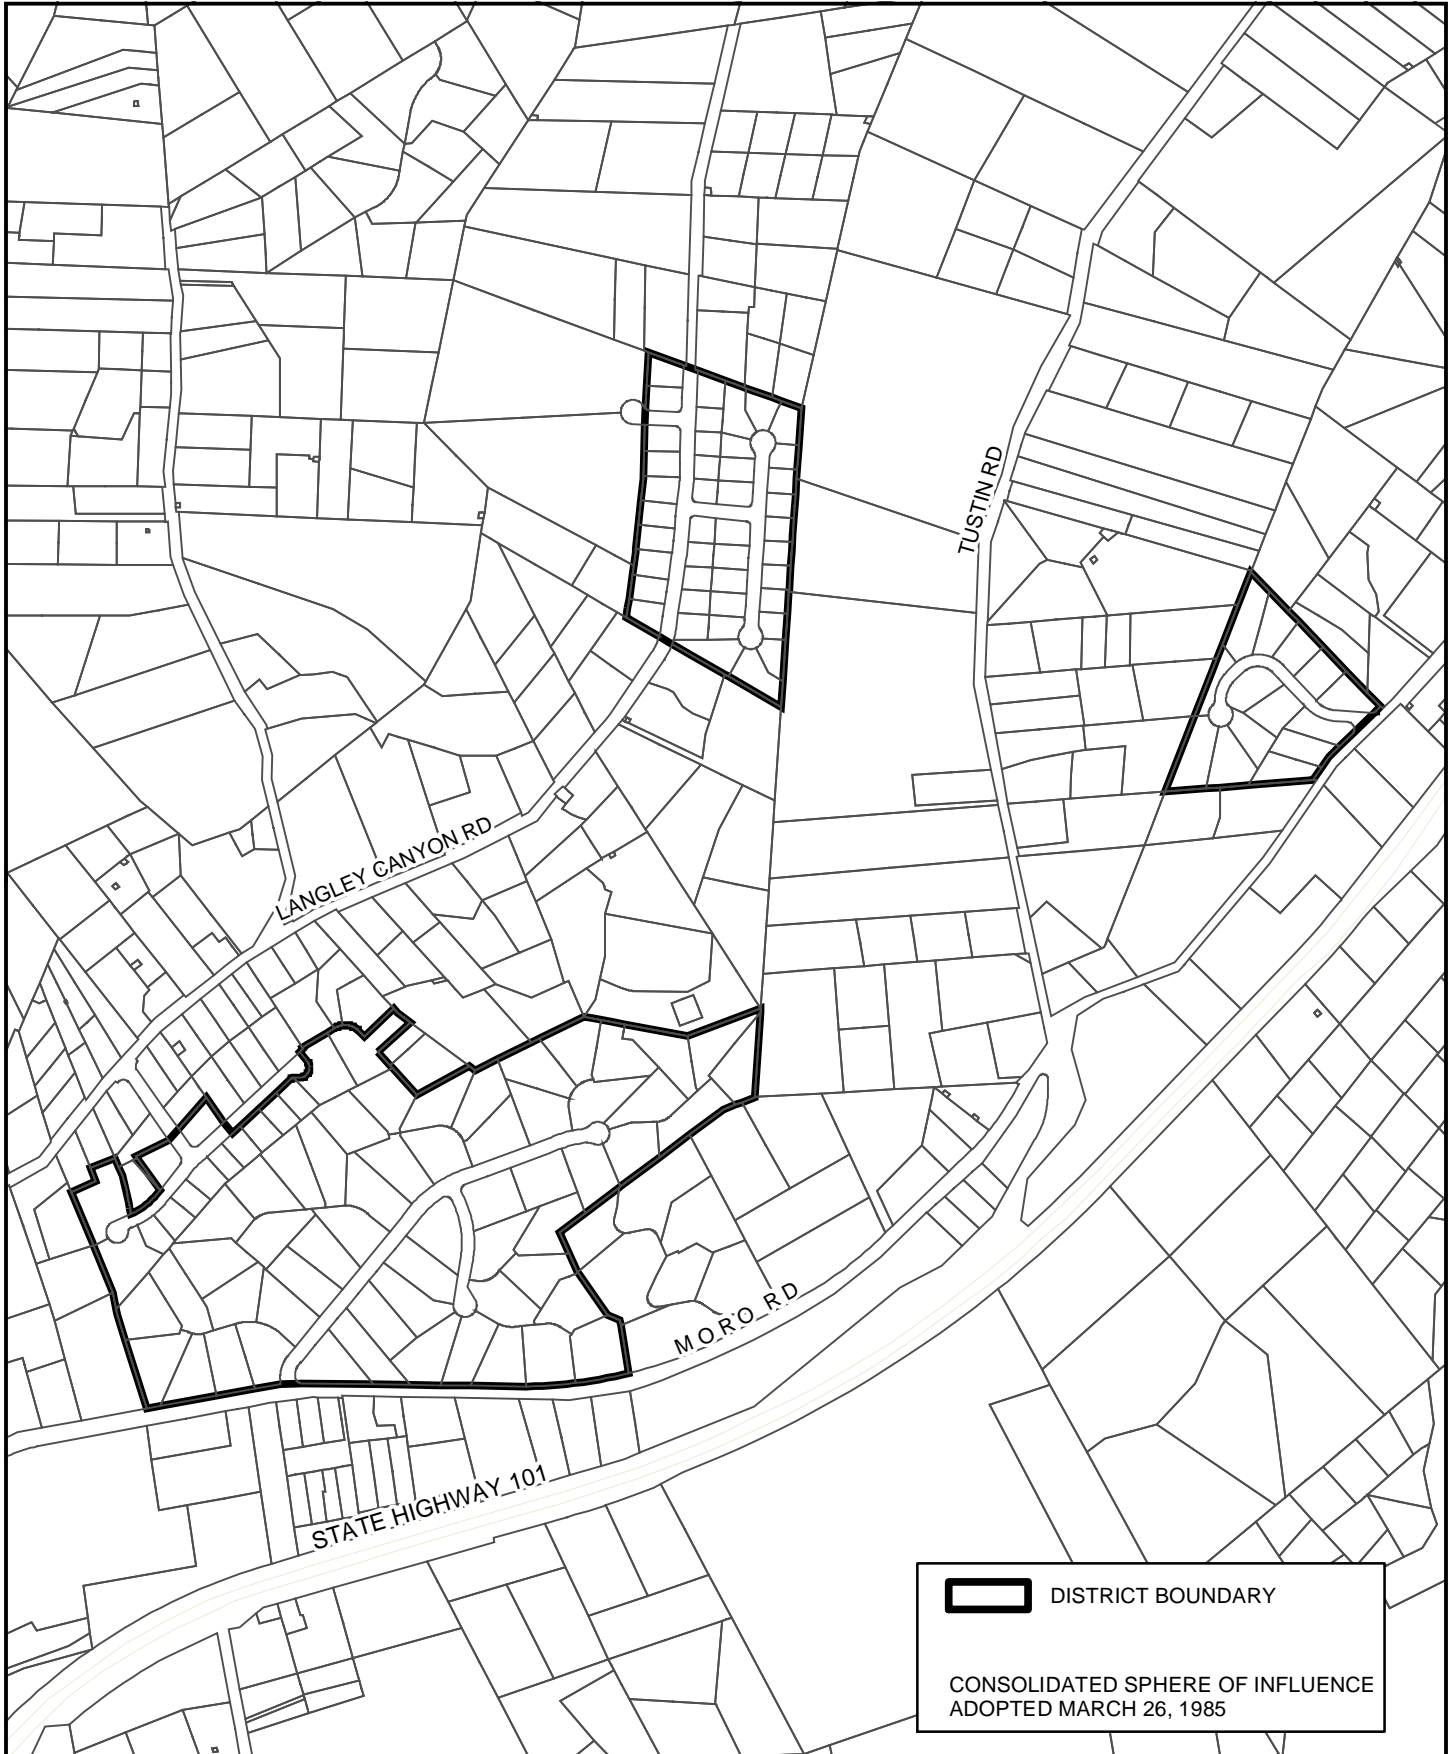 TUSTIN RD
LANGLEY CANYON RD
MORO RD
STATE HIGHWAY 101
DISTRICT BOUNDARY
CONSOLIDATED SPHERE OF INFLUENCE
ADOPTED MARCH 26, 1985